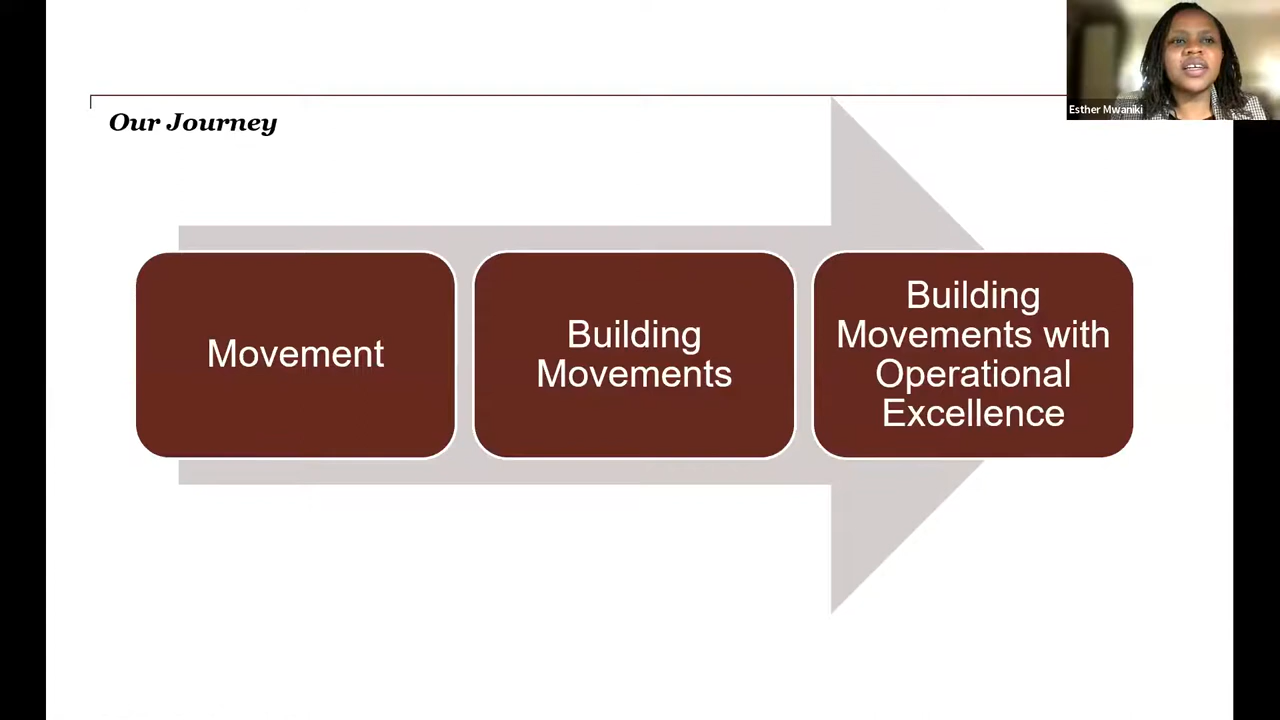 Our Journey
Esther Mwaniki
Movement
Building
Movements
Building
Movements with
Operational
Excellence